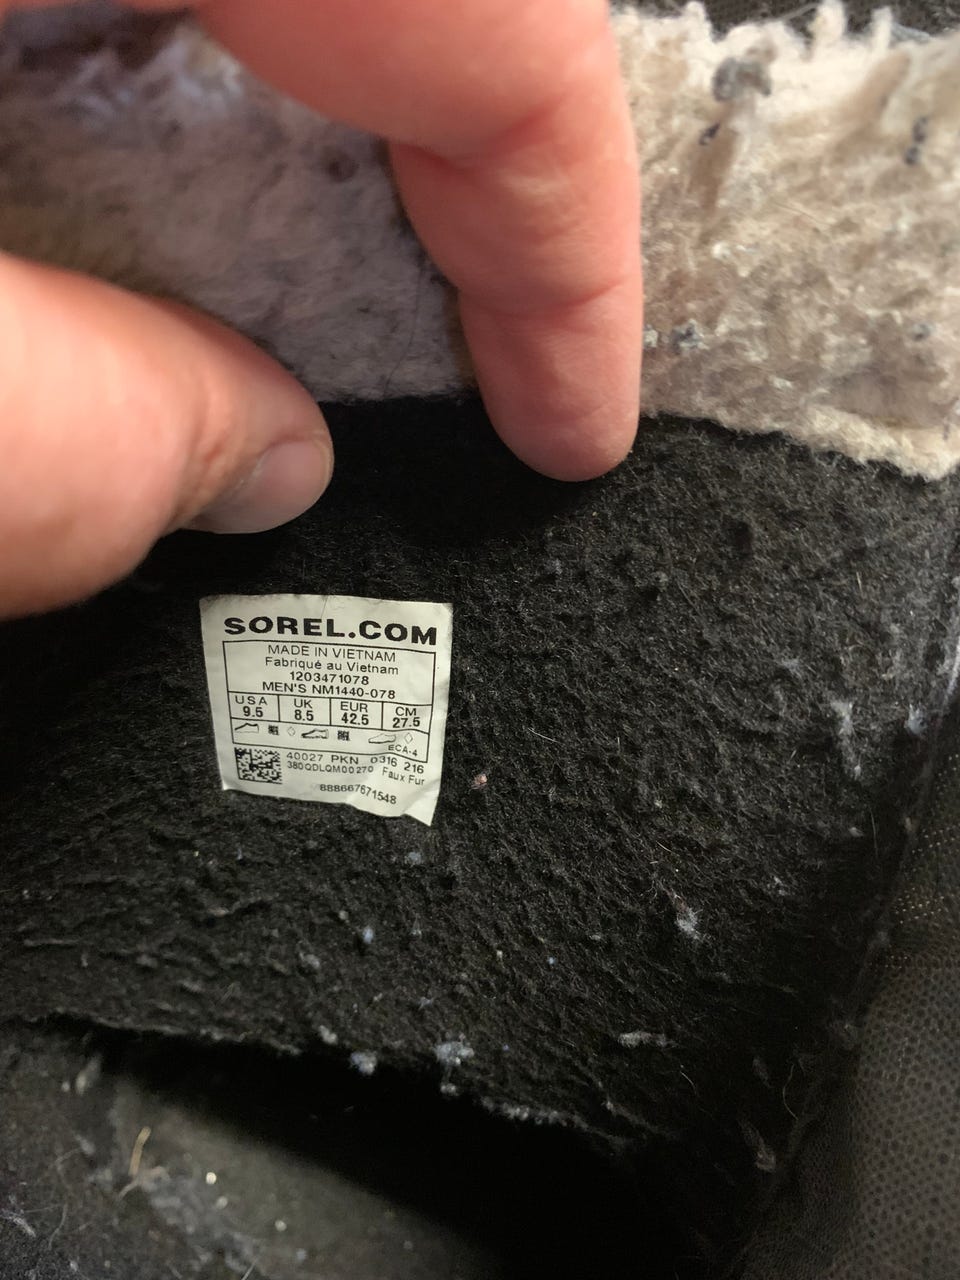 SOREL.COM
MADE IN VIETNAM
Fabriqué au Vietnam
1203471078
MEN'S NM1440-078
USA UK EUR CM
9.5 8.5 42.5 27.5
ECA-4
40027 PKN 0316 216
380QDLQM00270 Faux Fur
888667671548